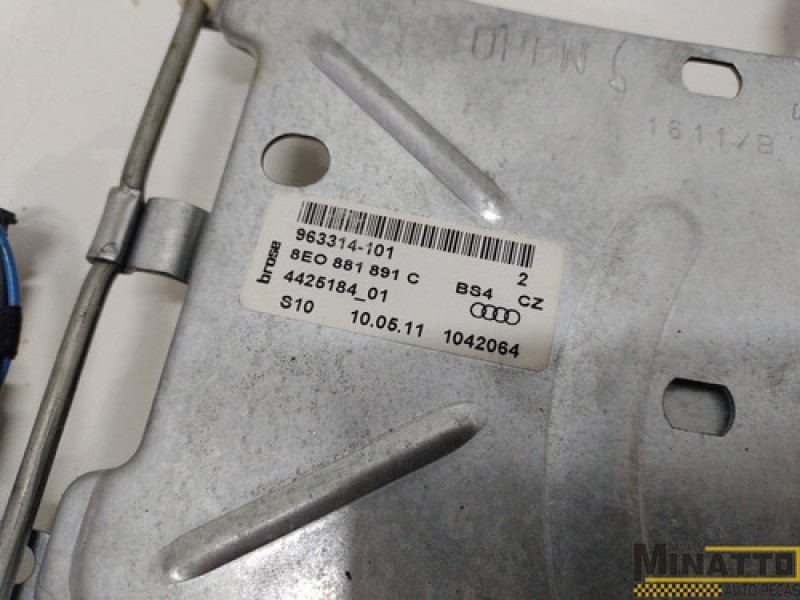 OPEN
1611/B
963314-101 2
brose
8E0 881 891 C BS4 CZ
4425184_01
S10 10.05.11 1042064
MINATTO
AUTO PEÇAS